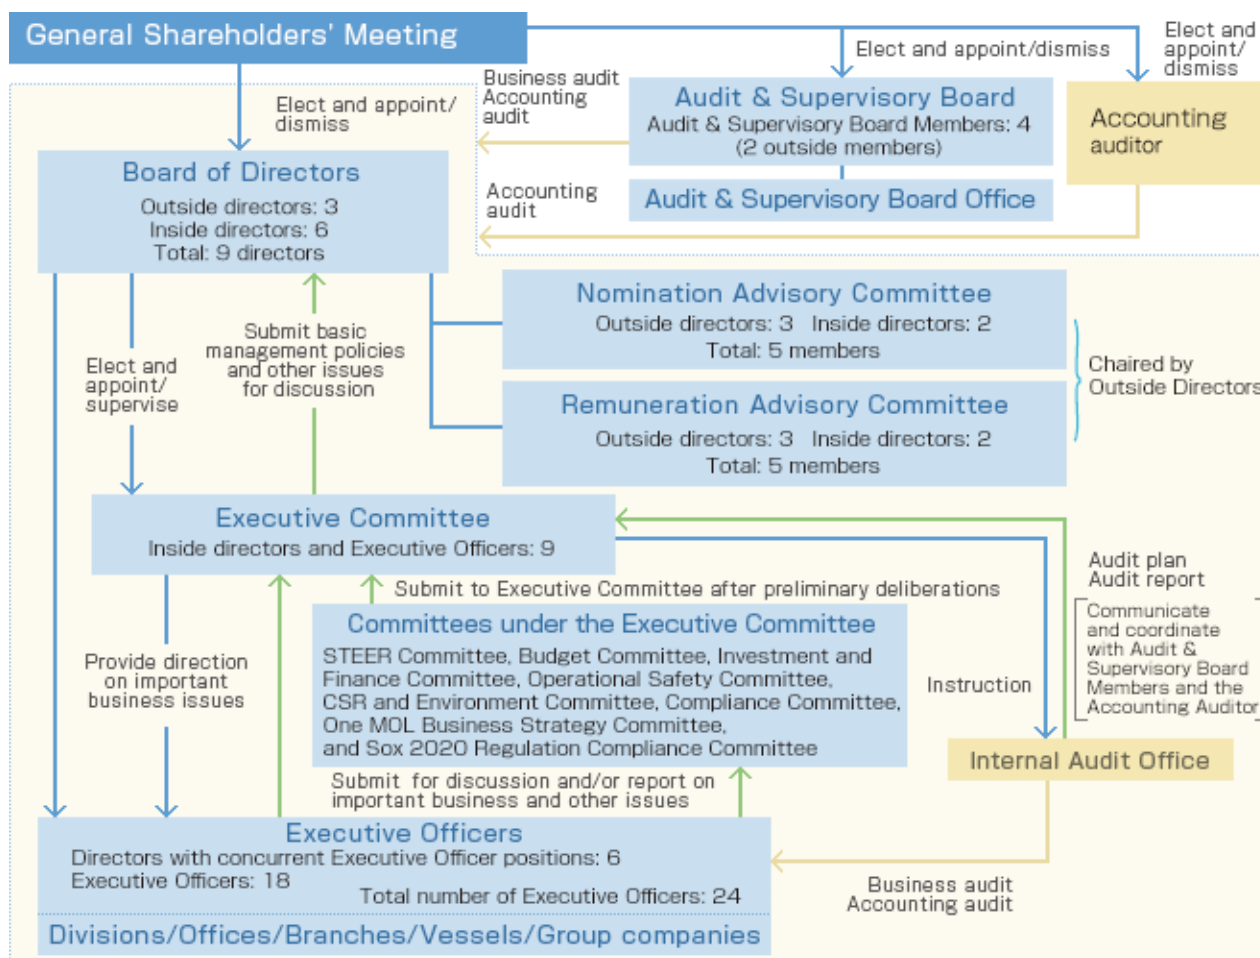 General Shareholders' Meeting
Elect and appoint/dismiss
Elect and
appoint/
dismiss
Elect and appoint/
dismiss
Business audit
Accounting
audit
Audit & Supervisory Board
Audit & Supervisory Board Members: 4
(2 outside members)
Accounting
auditor
Board of Directors
Outside directors: 3
Inside directors: 6
Total: 9 directors
Accounting
audit
Audit & Supervisory Board Office
Nomination Advisory Committee
Outside directors: 3 Inside directors: 2
Total: 5 members
Submit basic
management policies
and other issues
for discussion
Elect and
appoint/
supervise
Chaired by
Outside Directors
Remuneration Advisory Committee
Outside directors: 3 Inside directors: 2
Total: 5 members
Executive Committee
Inside directors and Executive Officers: 9
Submit to Executive Committee after preliminary deliberations
Audit plan
Audit report
Communicate
and coordinate
with Audit &
Supervisory Board
Members and the
Accounting Auditor
Committees under the Executive Committee
STEER Committee, Budget Committee, Investment and
Finance Committee, Operational Safety Committee,
CSR and Environment Committee, Compliance Committee,
One MOL Business Strategy Committee,
and Sox 2020 Regulation Compliance Committee
Provide direction
on important
business issues
Instruction
Internal Audit Office
Submit for discussion and/or report on
important business and other issues
Executive Officers
Directors with concurrent Executive Officer positions: 6
Executive Officers: 18
Total number of Executive Officers: 24
Business audit
Accounting audit
Divisions/Offices/Branches/Vessels/Group companies